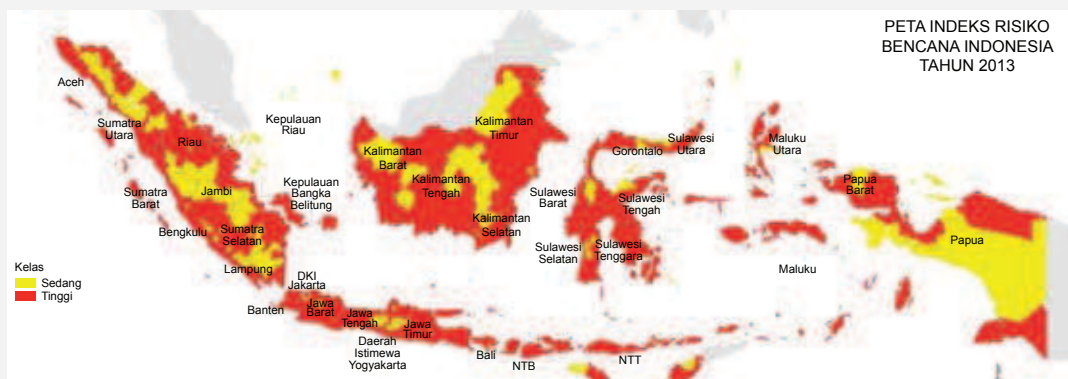 PETA INDEKS RISIKO
BENCANA INDONESIA
TAHUN 2013
Aceh
Sumatra
Utara
Riau
Kepulauan
Riau
Sumatra
Barat
Jambi
Kepulauan
Bangka
Belitung
Bengkulu
Sumatra
Selatan
Lampung
Kalimantan
Barat
Kalimantan
Tengah
Kalimantan
Timur
Kalimantan
Selatan
Gorontalo
Sulawesi
Utara
Sulawesi
Barat
Sulawesi
Tengah
Sulawesi
Selatan
Sulawesi
Tenggara
Maluku
Utara
Maluku
Papua
Barat
Papua
Kelas
Sedang
Tinggi
DKI
Jakarta
Banten
Jawa
Barat
Jawa
Tengah
Jawa
Timur
Daerah
Istimewa
Yogyakarta
Bali
NTB
NTT